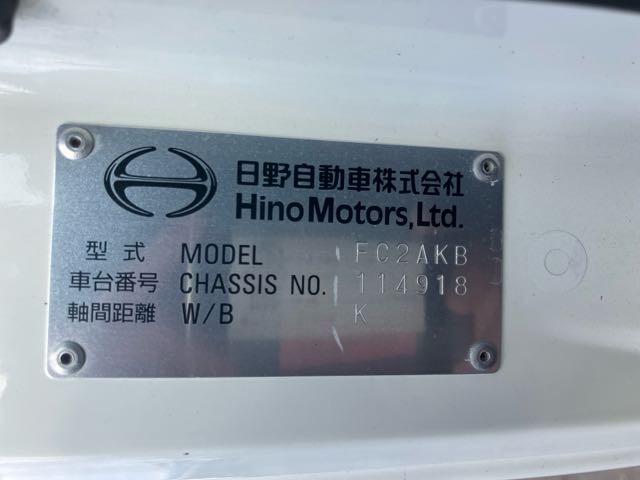 日野自動車株式会社
Hino Motors, Ltd.
型式 MODEL FC2AKB
車台番号 CHASSIS NO. 114918
軸間距離 W/B K